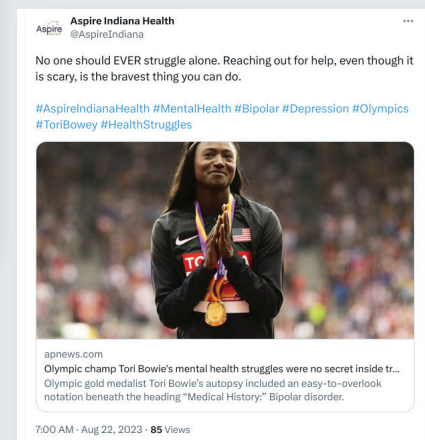 Aspire
Aspire Indiana Health
@AspireIndiana
No one should EVER struggle alone. Reaching out for help, even though it
is scary, is the bravest thing you can do.
#AspireIndianaHealth #MentalHealth #Bipolar #Depression #Olympics
#ToriBowey #HealthStruggles
TO
apnews.com
Olympic champ Tori Bowie's mental health struggles were no secret inside tr...
Olympic gold medalist Tori Bowie's autopsy included an easy-to-overlook
notation beneath the heading “Medical History:” Bipolar disorder.
7:00 AM · Aug 22, 2023 · 85 Views